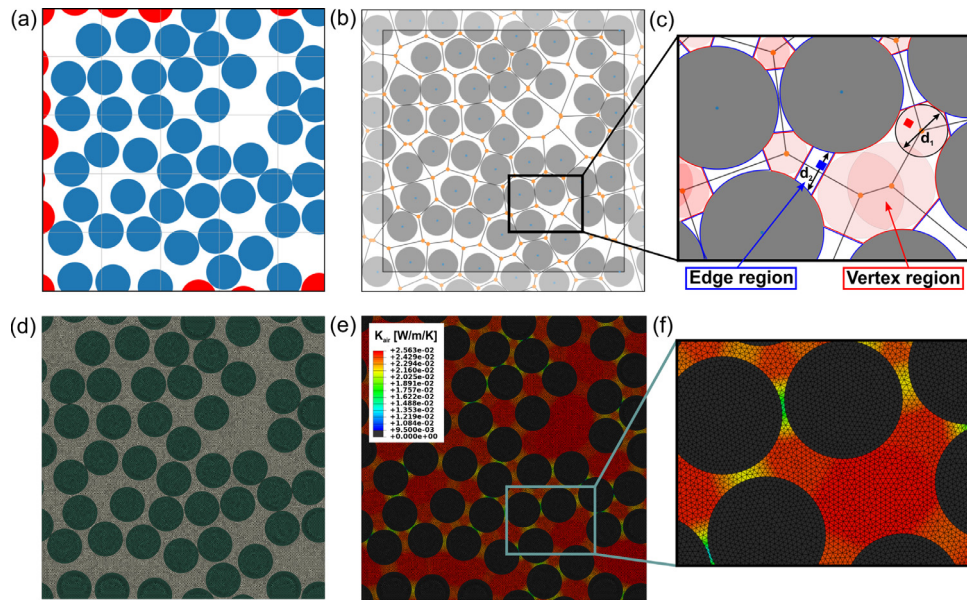 (a)
(b)
(c)
d₁
d₂
Edge region
Vertex region
(d)
(e)
K_air [W/m/K]
+2.563e-02
+2.429e-02
+2.294e-02
+2.160e-02
+2.025e-02
+1.891e-02
+1.757e-02
+1.622e-02
+1.488e-02
+1.353e-02
+1.219e-02
+1.084e-02
+9.500e-03
+0.000e+00
(f)